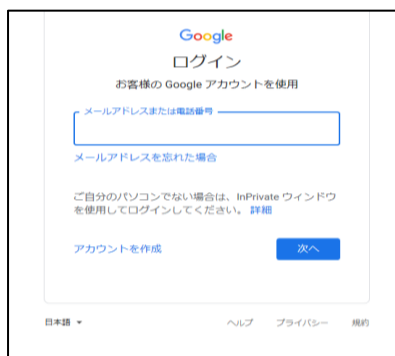 Google
ログイン
お客様の Google アカウントを使用
メールアドレスまたは電話番号
メールアドレスを忘れた場合
ご自分のパソコンでない場合は、InPrivate ウィンドウ
を使用してログインしてください。 詳細
アカウントを作成 次へ
日本語 ヘルプ プライバシー 規約